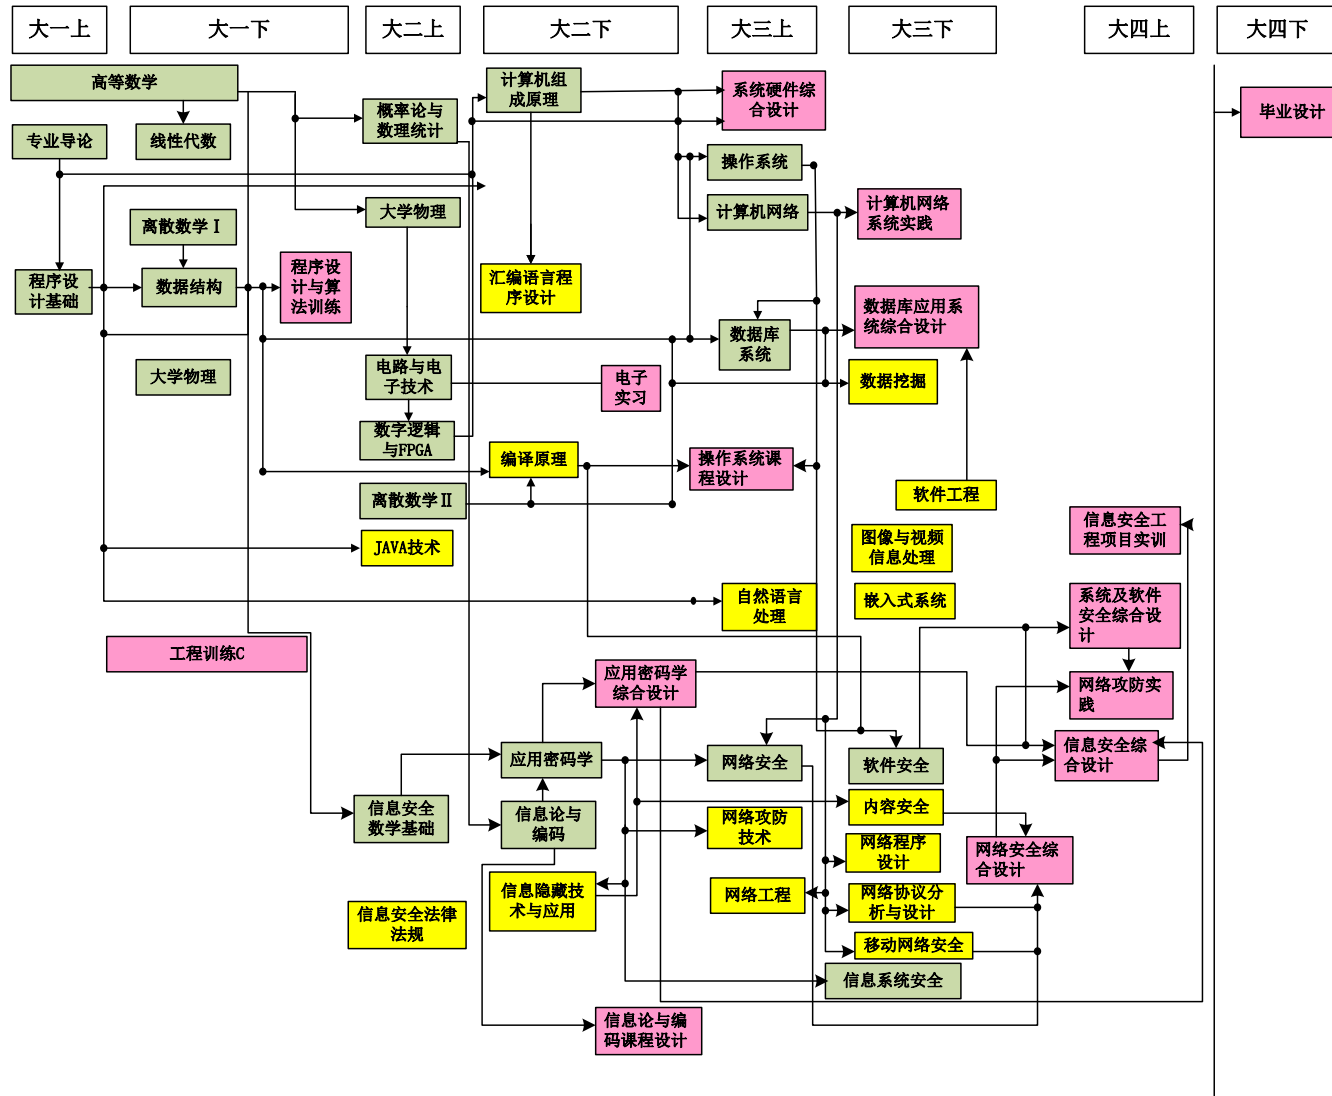 大一上
大一下
大二上
大二下
大三上
大三下
大四上
大四下
高等数学
线性代数
专业导论
离散数学Ⅰ
程序设
计基础
数据结构
程序设
计与算
法训练
大学物理
工程训练C
概率论与
数理统计
大学物理
电路与电
子技术
数字逻辑
与FPGA
离散数学Ⅱ
JAVA技术
信息安全
数学基础
信息安全法律
法规
计算机组
成原理
汇编语言程
序设计
电子
实习
编译原理
应用密码学
综合设计
应用密码学
信息论与
编码
信息隐藏技
术与应用
信息论与编
码课程设计
系统硬件综
合设计
操作系统
计算机网络
数据库
系统
操作系统课
程设计
自然语言
处理
网络安全
网络攻防
技术
网络工程
计算机网络
系统实践
数据库应用系
统综合设计
数据挖掘
软件工程
图像与视频
信息处理
嵌入式系统
软件安全
内容安全
网络程序
设计
网络协议分
析与设计
移动网络安全
信息系统安全
网络安全综
合设计
信息安全工
程项目实训
系统及软件
安全综合设
计
网络攻防实
践
信息安全综
合设计
毕业设计